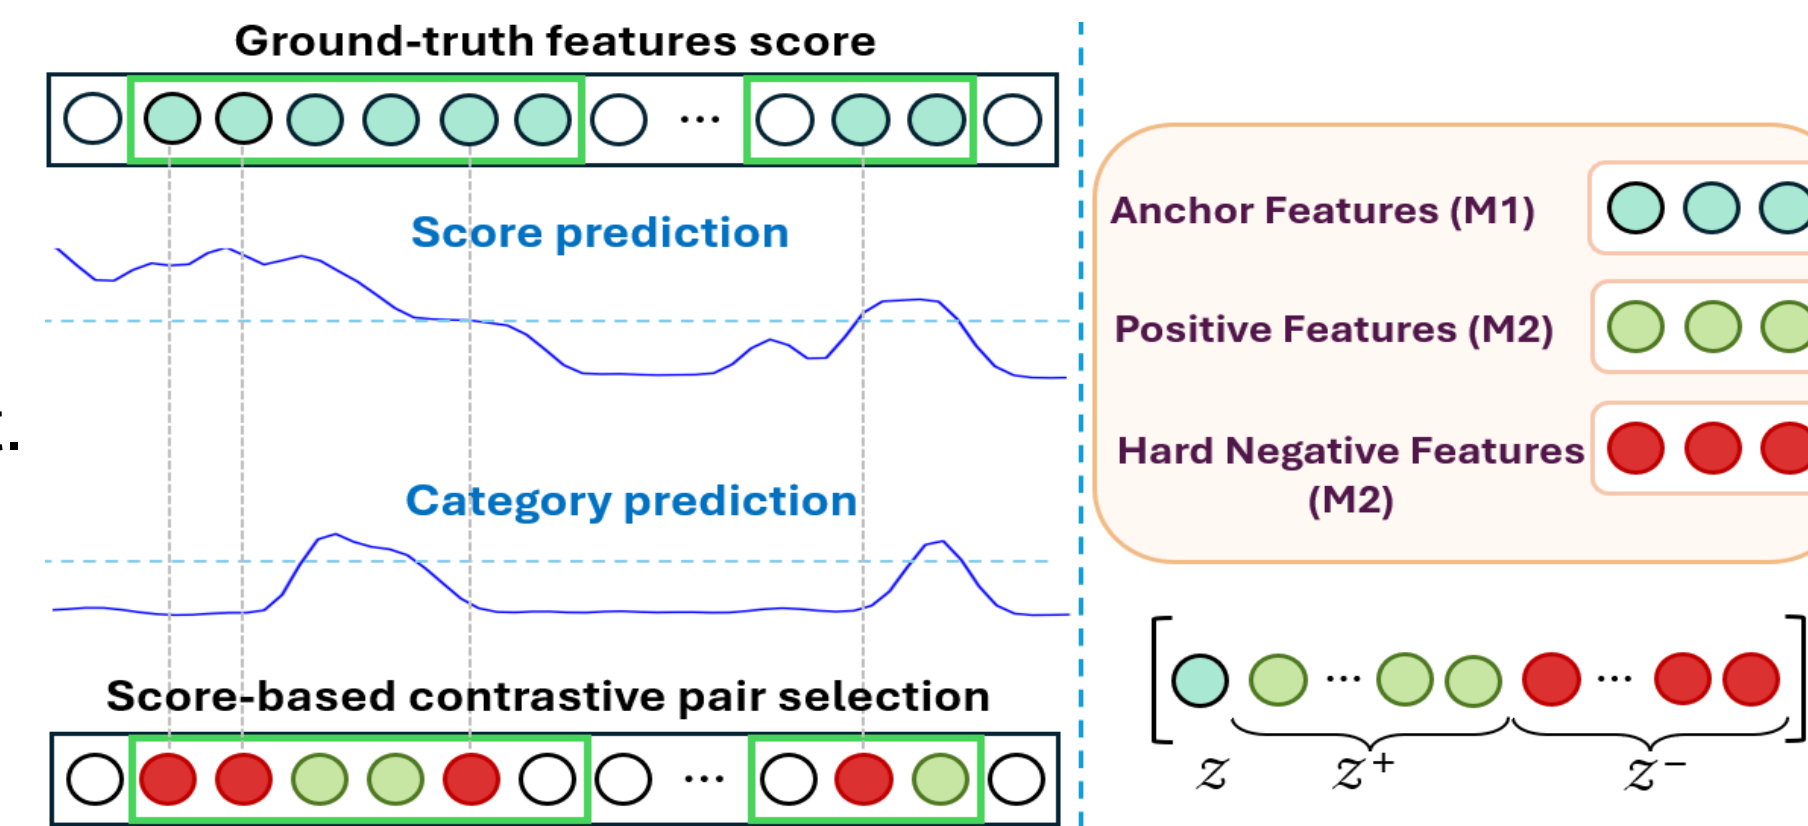 Ground-truth features score
...
Score prediction
Category prediction
Score-based contrastive pair selection
...
Anchor Features (M1)
Positive Features (M2)
Hard Negative Features
(M2)
[ ... ... ]
z z⁺ z⁻